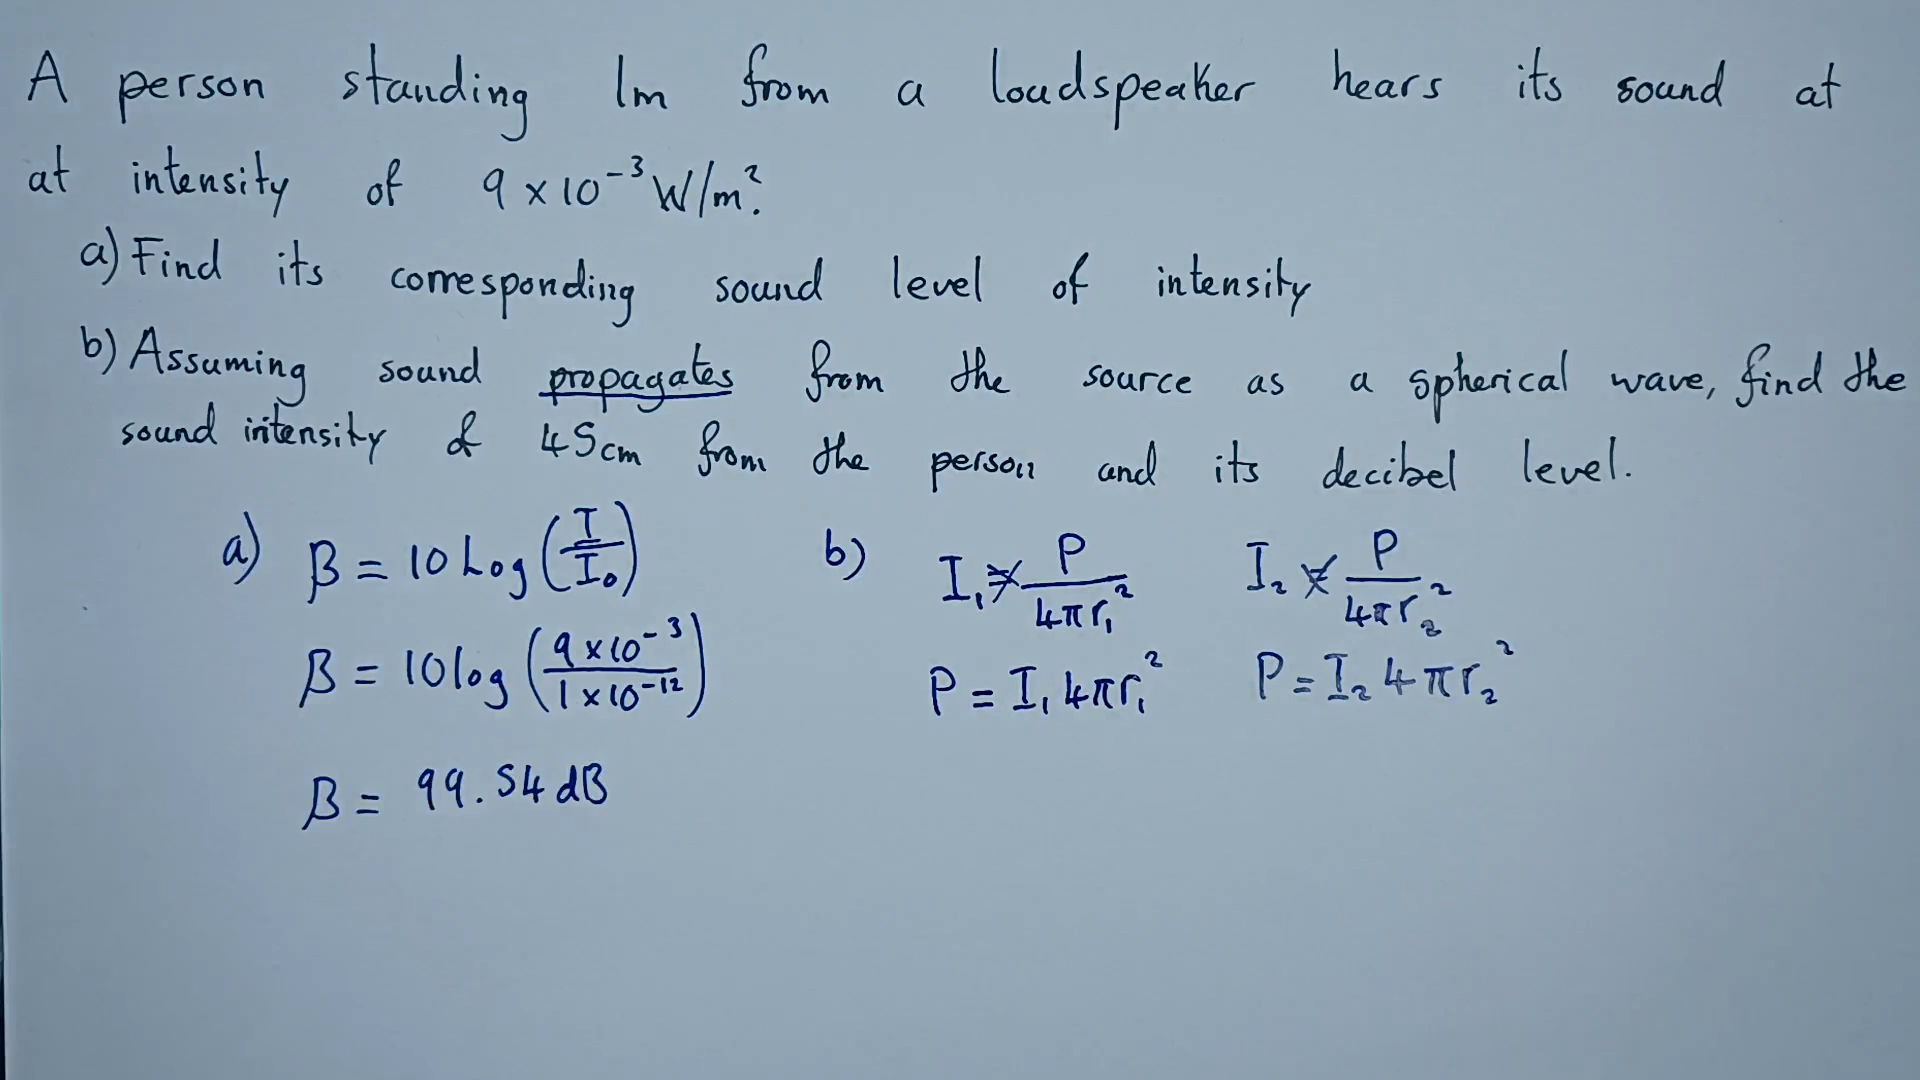 A person standing 1m from a loudspeaker hears its sound at
at intensity of 9 x 10⁻³ W/m².
a) Find its corresponding sound level of intensity
b) Assuming sound propagates from the source as a spherical wave, find the
sound intensity of 45cm from the person and its decibel level.
a) β = 10 Log (I/I₀)
β = 10 log (9 x 10⁻³ / 1 x 10⁻¹²)
β = 99.54 dB
b) I₁ = P/4πr₁² I₂ = P/4πr₂²
P = I₁ 4πr₁² P = I₂ 4πr₂²